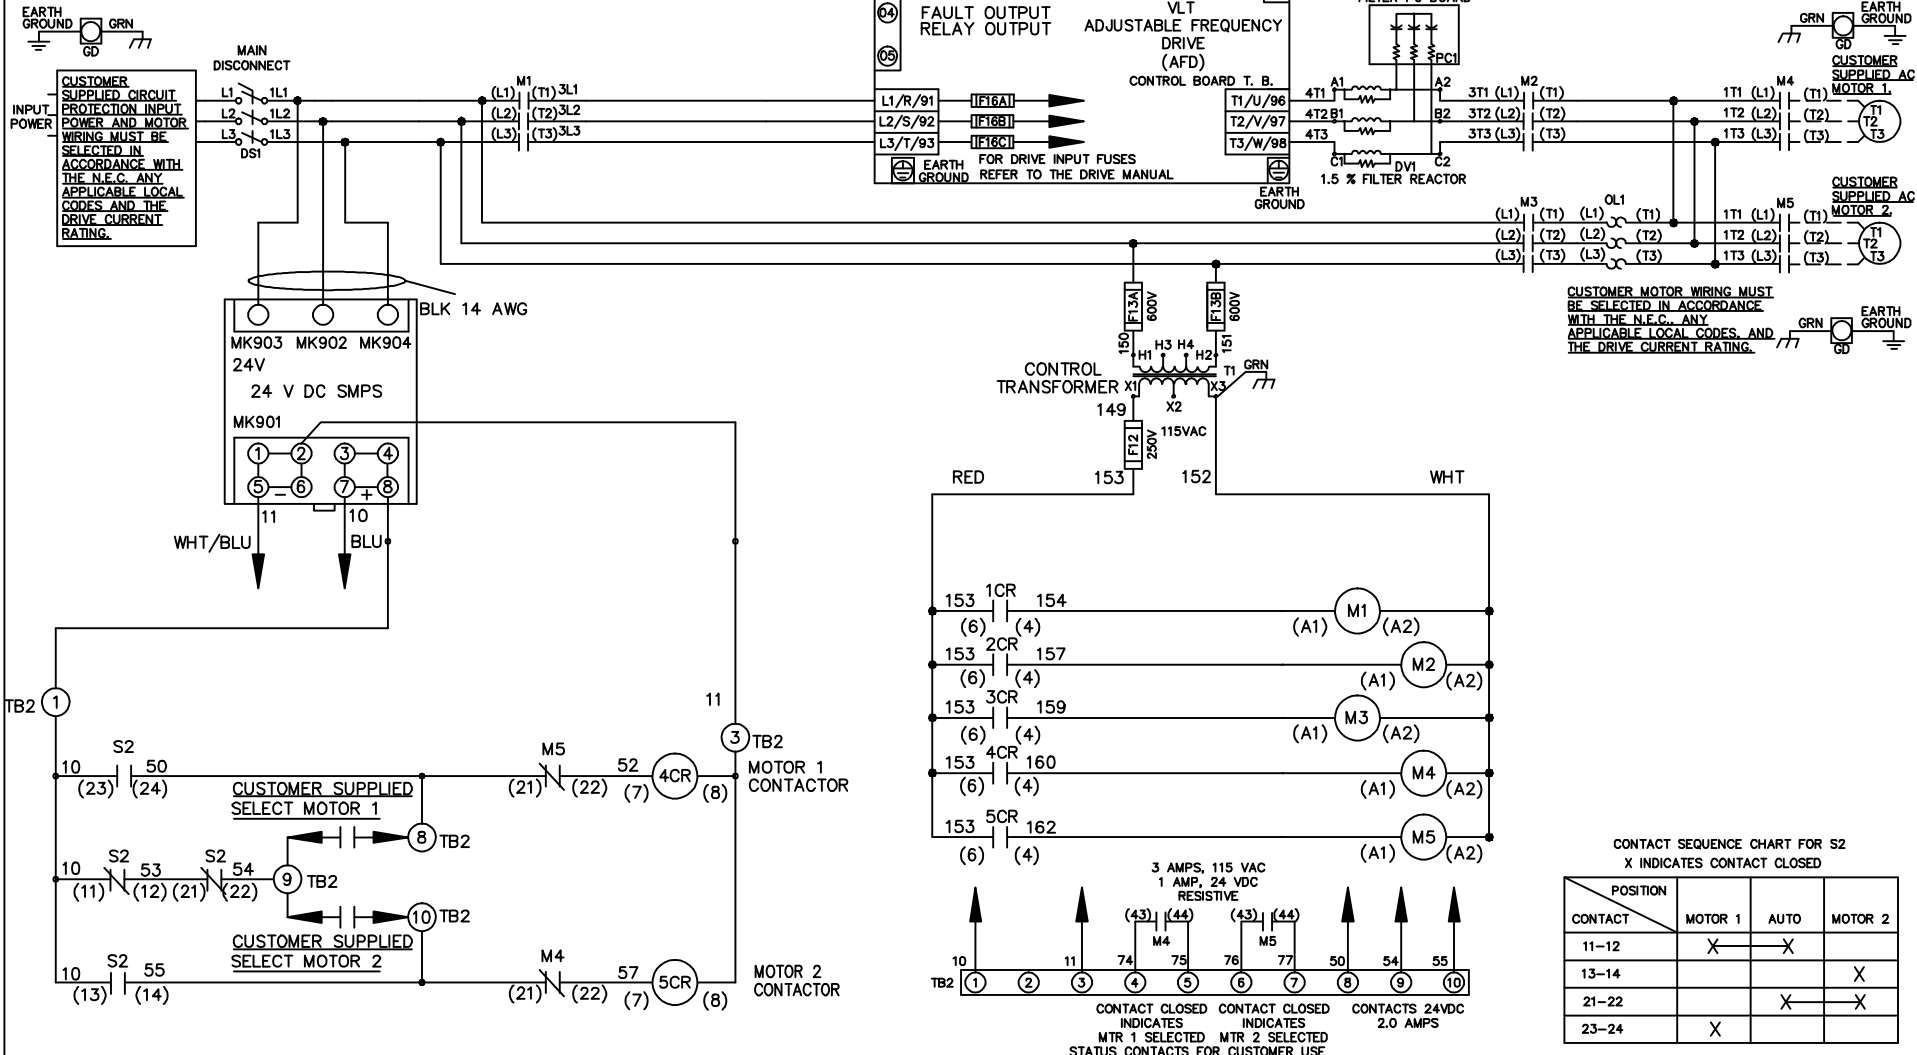 EARTH
GROUND
GRN
GD
CUSTOMER
SUPPLIED CIRCUIT
PROTECTION INPUT
POWER AND MOTOR
WIRING MUST BE
SELECTED IN
ACCORDANCE WITH
THE N.E.C. ANY
APPLICABLE LOCAL
CODES AND THE
DRIVE CURRENT
RATING.
INPUT
POWER
MAIN
DISCONNECT
L1 1L1
L2 1L2
L3 1L3
DS1
M1
(L1) (T1) 3L1
(L2) (T2) 3L2
(L3) (T3) 3L3
04
05
FAULT OUTPUT
RELAY OUTPUT
VLT
ADJUSTABLE FREQUENCY
DRIVE
(AFD)
CONTROL BOARD T. B.
L1/R/91
L2/S/92
L3/T/93
F16A
F16B
F16C
EARTH
GROUND
FOR DRIVE INPUT FUSES
REFER TO THE DRIVE MANUAL
T1/U/96
T2/V/97
T3/W/98
EARTH
GROUND
PC1
4T1 A1 A2
4T2 B1 B2
4T3 C1 C2
DV1
1.5 % FILTER REACTOR
M2
3T1 (L1) (T1)
3T2 (L2) (T2)
3T3 (L3) (T3)
M4
1T1 (L1) (T1)
1T2 (L2) (T2)
1T3 (L3) (T3)
T1
T2
T3
GRN
GD
EARTH
GROUND
CUSTOMER
SUPPLIED AC
MOTOR 1.
M3 OL1
(L1) (T1) (L1) (T1)
(L2) (T2) (L2) (T2)
(L3) (T3) (L3) (T3)
M5
1T1 (L1) (T1)
1T2 (L2) (T2)
1T3 (L3) (T3)
T1
T2
T3
CUSTOMER
SUPPLIED AC
MOTOR 2.
CUSTOMER MOTOR WIRING MUST
BE SELECTED IN ACCORDANCE
WITH THE N.E.C.. ANY
APPLICABLE LOCAL CODES. AND
THE DRIVE CURRENT RATING.
GRN
GD
EARTH
GROUND
BLK 14 AWG
MK903 MK902 MK904
24V
24 V DC SMPS
MK901
1 2 3 4
5 - 6 7 + 8
11 10
WHT/BLU
BLU
F13A
600V
F13B
600V
150
151
H1 H3 H4 H2
T1
GRN
CONTROL
TRANSFORMER
X1 X2 X3
149
F12
250V
115VAC
153
152
RED
WHT
153 1CR 154
(6) (4)
M1
(A1) (A2)
153 2CR 157
(6) (4)
M2
(A1) (A2)
153 3CR 159
(6) (4)
M3
(A1) (A2)
153 4CR 160
(6) (4)
M4
(A1) (A2)
153 5CR 162
(6) (4)
M5
(A1) (A2)
TB2 1
11
3 TB2
10 S2 50
(23) (24)
M5
(21) (22)
52
(7)
4CR
(8)
MOTOR 1
CONTACTOR
CUSTOMER SUPPLIED
SELECT MOTOR 1
8 TB2
10 S2 53 S2 54
(11) (12) (21) (22)
9 TB2
10 TB2
CUSTOMER SUPPLIED
SELECT MOTOR 2
10 S2 55
(13) (14)
M4
(21) (22)
57
(7)
5CR
(8)
MOTOR 2
CONTACTOR
3 AMPS, 115 VAC
1 AMP, 24 VDC
RESISTIVE
(43) (44) (43) (44)
M4 M5
10 11 74 75 76 77 50 54 55
TB2 1 2 3 4 5 6 7 8 9 10
CONTACT CLOSED
INDICATES
MTR 1 SELECTED
CONTACT CLOSED
INDICATES
MTR 2 SELECTED
CONTACTS 24VDC
2.0 AMPS
STATUS CONTACTS FOR CUSTOMER USE
CONTACT SEQUENCE CHART FOR S2
X INDICATES CONTACT CLOSED
POSITION
CONTACT MOTOR 1 AUTO MOTOR 2
11-12 X X
13-14 X
21-22 X X
23-24 X